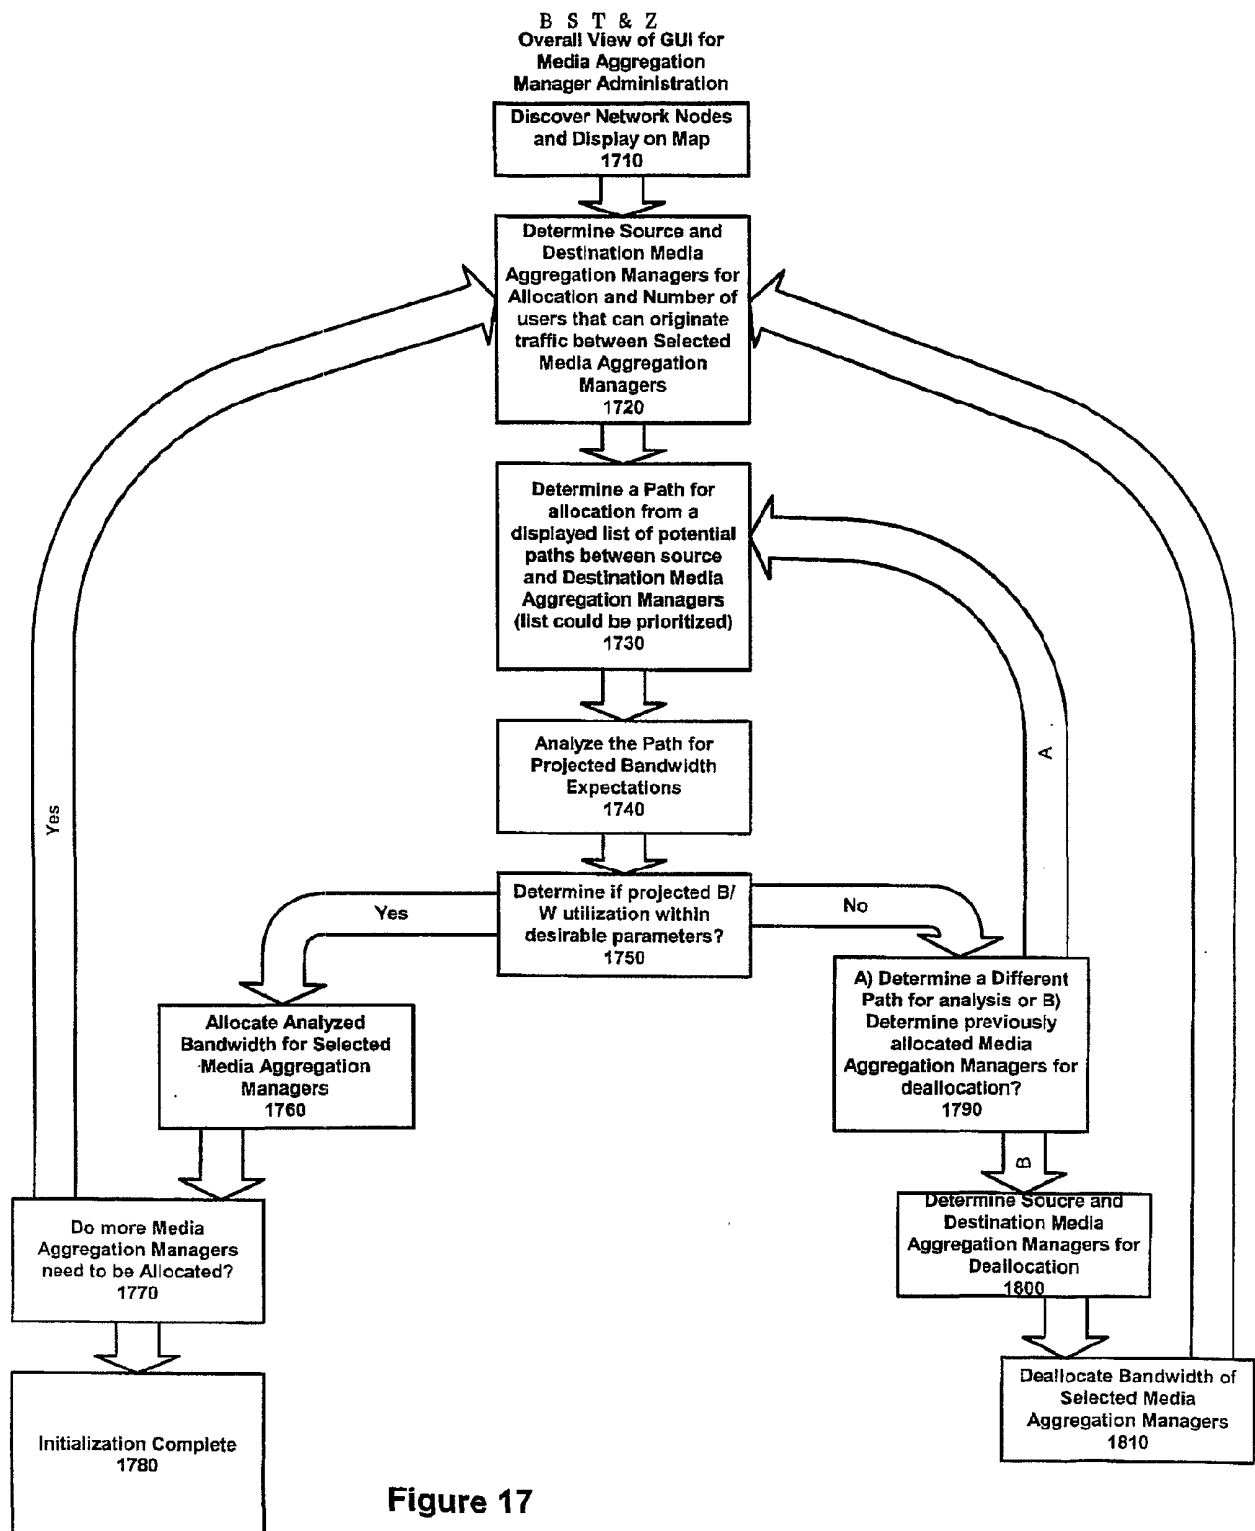 B S T & Z
Overall View of GUI for
Media Aggregation
Manager Administration
Discover Network Nodes
and Display on Map
1710
Determine Source and
Destination Media
Aggregation Managers for
Allocation and Number of
users that can originate
traffic between Selected
Media Aggregation
Managers
1720
Determine a Path for
allocation from a
displayed list of potential
paths between source
and Destination Media
Aggregation Managers
(list could be prioritized)
1730
Analyze the Path for
Projected Bandwidth
Expectations
1740
A
Yes
Determine if projected B/
W utilization within
desirable parameters?
1750
Yes
No
Allocate Analyzed
Bandwidth for Selected
Media Aggregation
Managers
1760
A) Determine a Different
Path for analysis or B)
Determine previously
allocated Media
Aggregation Managers for
deallocation?
1790
B
Do more Media
Aggregation Managers
need to be Allocated?
1770
Determine Soucre and
Destination Media
Aggregation Managers for
Deallocation
1800
Initialization Complete
1780
Deallocate Bandwidth of
Selected Media
Aggregation Managers
1810
Figure 17